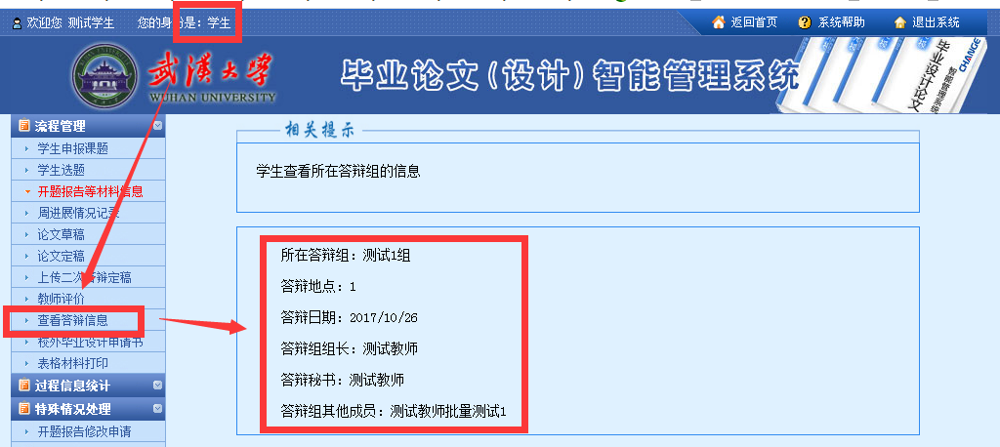 欢迎您 测试学生 您的身份是：学生
返回首页 系统帮助 退出系统
武汉大学
WUHAN UNIVERSITY
毕业论文(设计)智能管理系统
CHANGE
智能管理系统
毕业设计论文
流程管理
学生申报课题
学生选题
开题报告等材料信息
周进展情况记录
论文草稿
论文定稿
上传二次答辩定稿
教师评价
查看答辩信息
校外毕业设计申请书
表格材料打印
过程信息统计
特殊情况处理
开题报告修改申请
相关提示
学生查看所在答辩组的信息
所在答辩组：测试1组
答辩地点：1
答辩日期：2017/10/26
答辩组组长：测试教师
答辩秘书：测试教师
答辩组其他成员：测试教师批量测试1